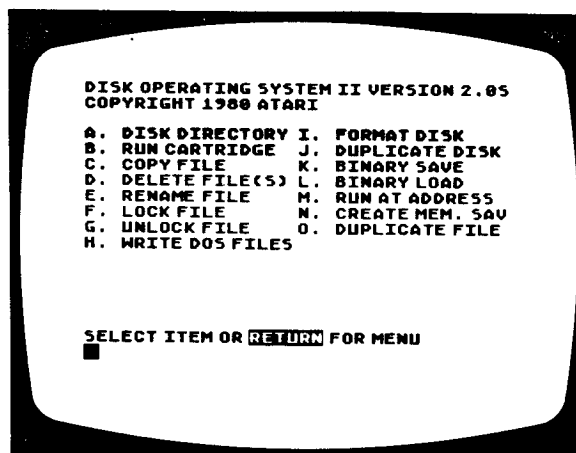 DISK OPERATING SYSTEM II VERSION 2.0S
COPYRIGHT 1980 ATARI
A. DISK DIRECTORY I. FORMAT DISK
B. RUN CARTRIDGE J. DUPLICATE DISK
C. COPY FILE K. BINARY SAVE
D. DELETE FILE(S) L. BINARY LOAD
E. RENAME FILE M. RUN AT ADDRESS
F. LOCK FILE N. CREATE MEM. SAV
G. UNLOCK FILE O. DUPLICATE FILE
H. WRITE DOS FILES
SELECT ITEM OR RETURN FOR MENU